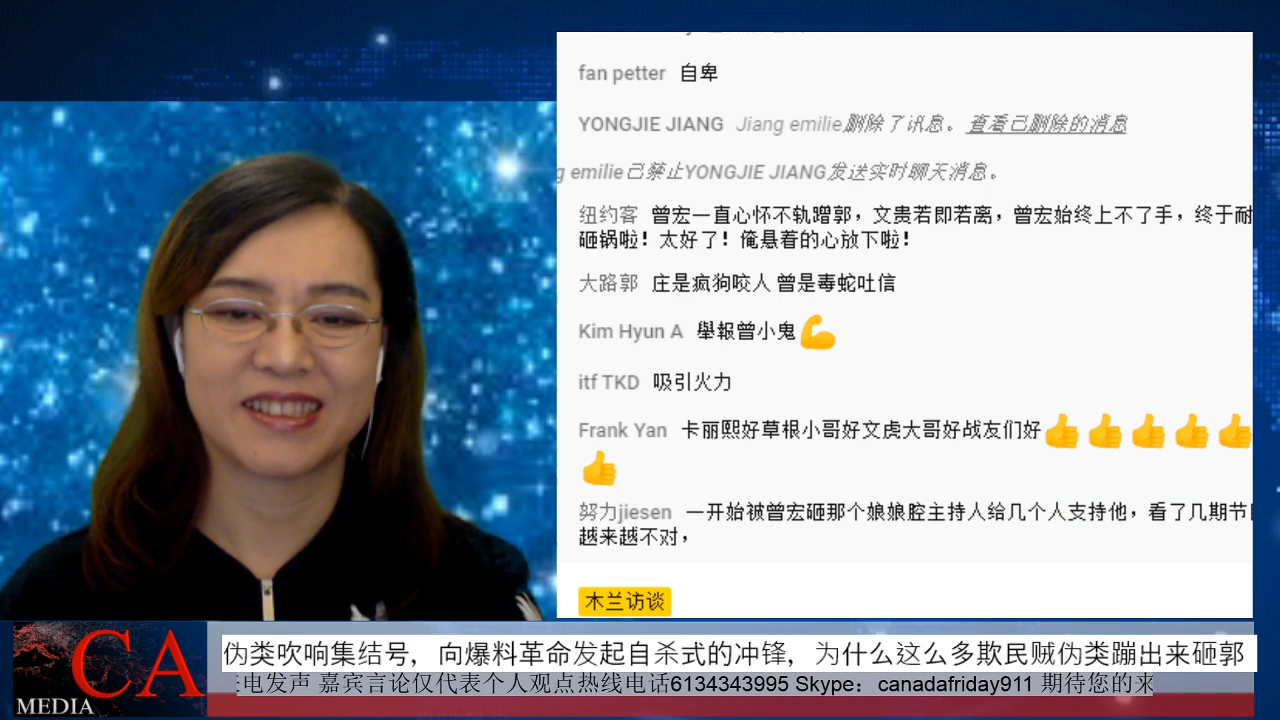 fan petter 自卑
YONGJIE JIANG Jiang emilie删除了讯息。查看已删除的消息
g emilie已禁止YONGJIE JIANG发送实时聊天消息。
纽约客 曾宏一直心怀不轨蹭郭，文贵若即若离，曾宏始终上不了手，终于耐
砸锅啦！太好了！俺悬着的心放下啦！
大路郭 庄是疯狗咬人 曾是毒蛇吐信
Kim Hyun A 舉報曾小鬼💪
itf TKD 吸引火力
Frank Yan 卡丽熙好草根小哥好文虎大哥好战友们好👍👍👍👍👍
👍
努力jiesen 一开始被曾宏砸那个娘娘腔主持人给几个人支持他，看了几期节目
越来越不对，
木兰访谈
CA
MEDIA
伪类吹响集结号，向爆料革命发起自杀式的冲锋，为什么这么多欺民贼伪类蹦出来砸郭
电发声 嘉宾言论仅代表个人观点热线电话6134343995 Skype：canadafriday911 期待您的来